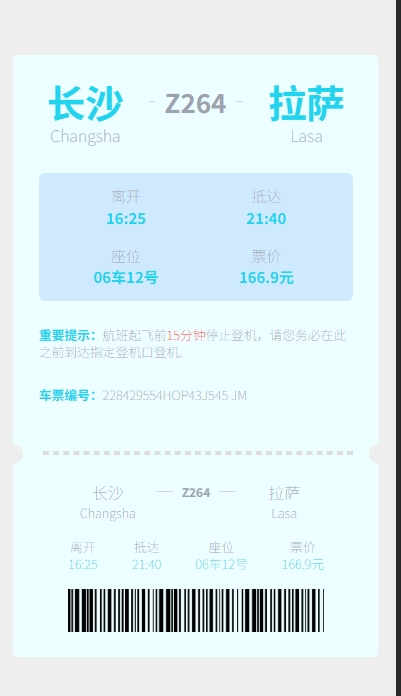 长沙 - Z264 - 拉萨
Changsha Lasa
离开 抵达
16:25 21:40
座位 票价
06车12号 166.9元
重要提示：航班起飞前15分钟停止登机，请您务必在此
之前到达指定登机口登机.
车票编号：228429554HOP43J545 JM
长沙 — Z264 — 拉萨
Changsha Lasa
离开 抵达 座位 票价
16:25 21:40 06车12号 166.9元